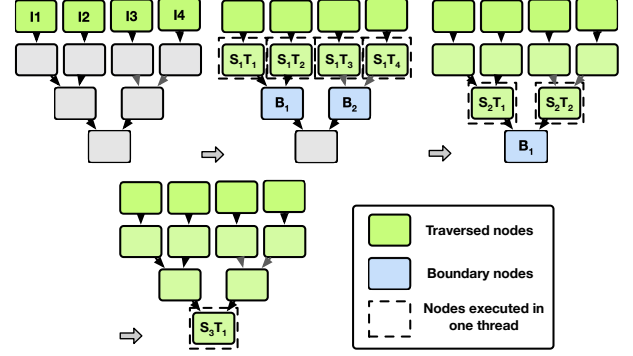 I1 I2 I3 I4
S₁T₁ S₁T₂ S₁T₃ S₁T₄
B₁ B₂
S₂T₁ S₂T₂
B₁
S₃T₁
Traversed nodes
Boundary nodes
Nodes executed in
one thread